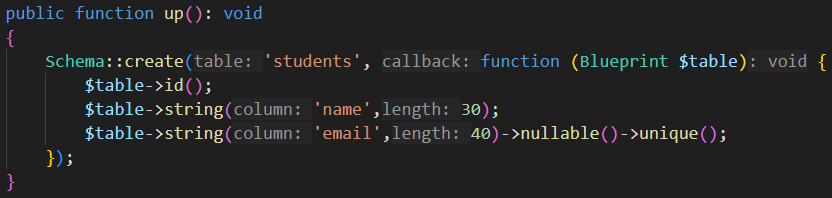 public function up(): void
{
Schema::create(table: 'students', callback: function (Blueprint $table): void {
$table->id();
$table->string(column: 'name',length: 30);
$table->string(column: 'email',length: 40)->nullable()->unique();
});
}